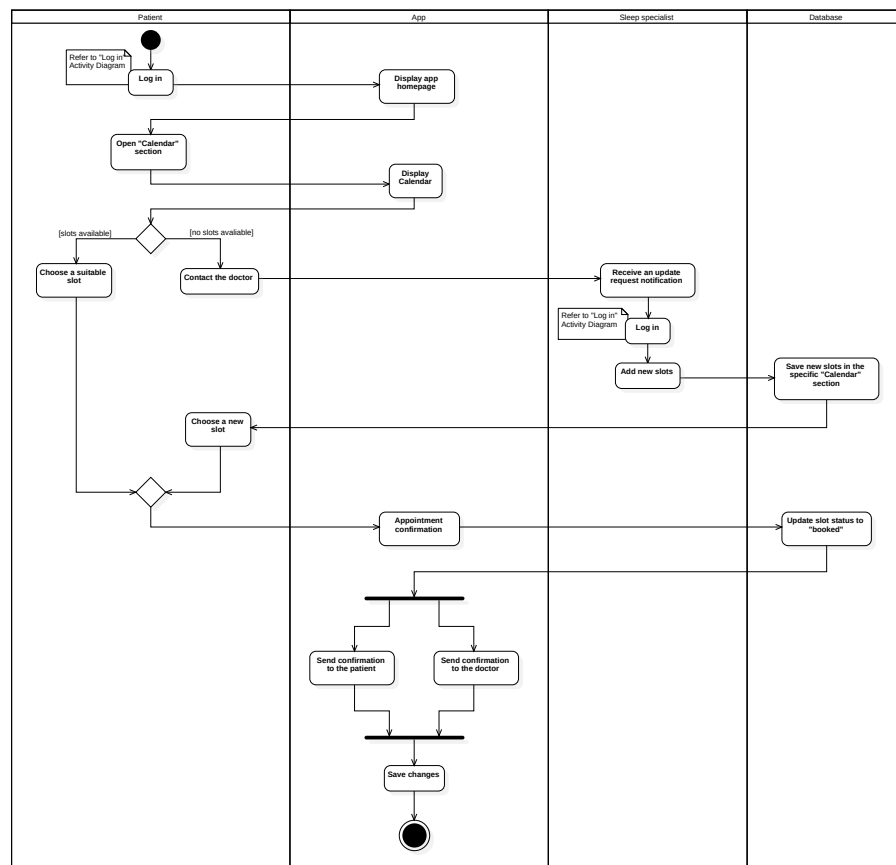 Patient
App
Sleep specialist
Database
Refer to "Log in"
Activity Diagram
Log in
Display app
homepage
Open "Calendar"
section
Display
Calendar
[slots available]
[no slots avaliable]
Choose a suitable
slot
Contact the doctor
Receive an update
request notification
Refer to "Log in"
Activity Diagram
Log in
Add new slots
Save new slots in the
specific "Calendar"
section
Choose a new
slot
Appointment
confirmation
Update slot status to
"booked"
Send confirmation
to the patient
Send confirmation
to the doctor
Save changes